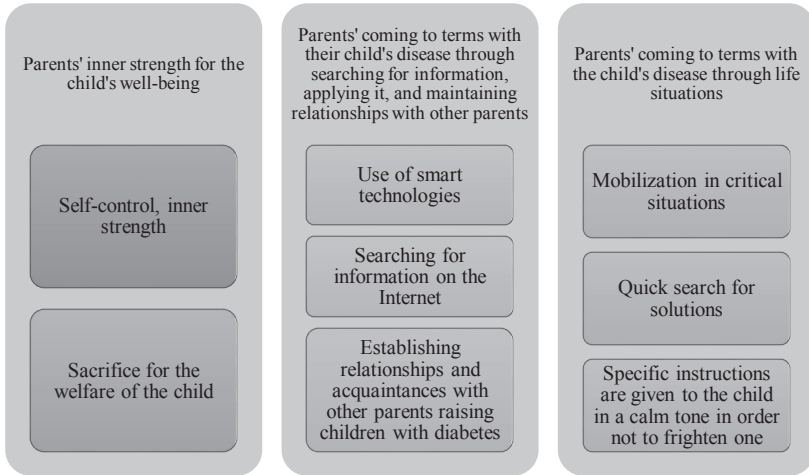 Parents' inner strength for the
child's well-being
Self-control, inner
strength
Sacrifice for the
welfare of the child
Parents' coming to terms with
their child's disease through
searching for information,
applying it, and maintaining
relationships with other parents
Use of smart
technologies
Searching for
information on the
Internet
Establishing
relationships and
acquaintances with
other parents raising
children with diabetes
Parents' coming to terms with
the child's disease through life
situations
Mobilization in critical
situations
Quick search for
solutions
Specific instructions
are given to the child
in a calm tone in order
not to frighten one